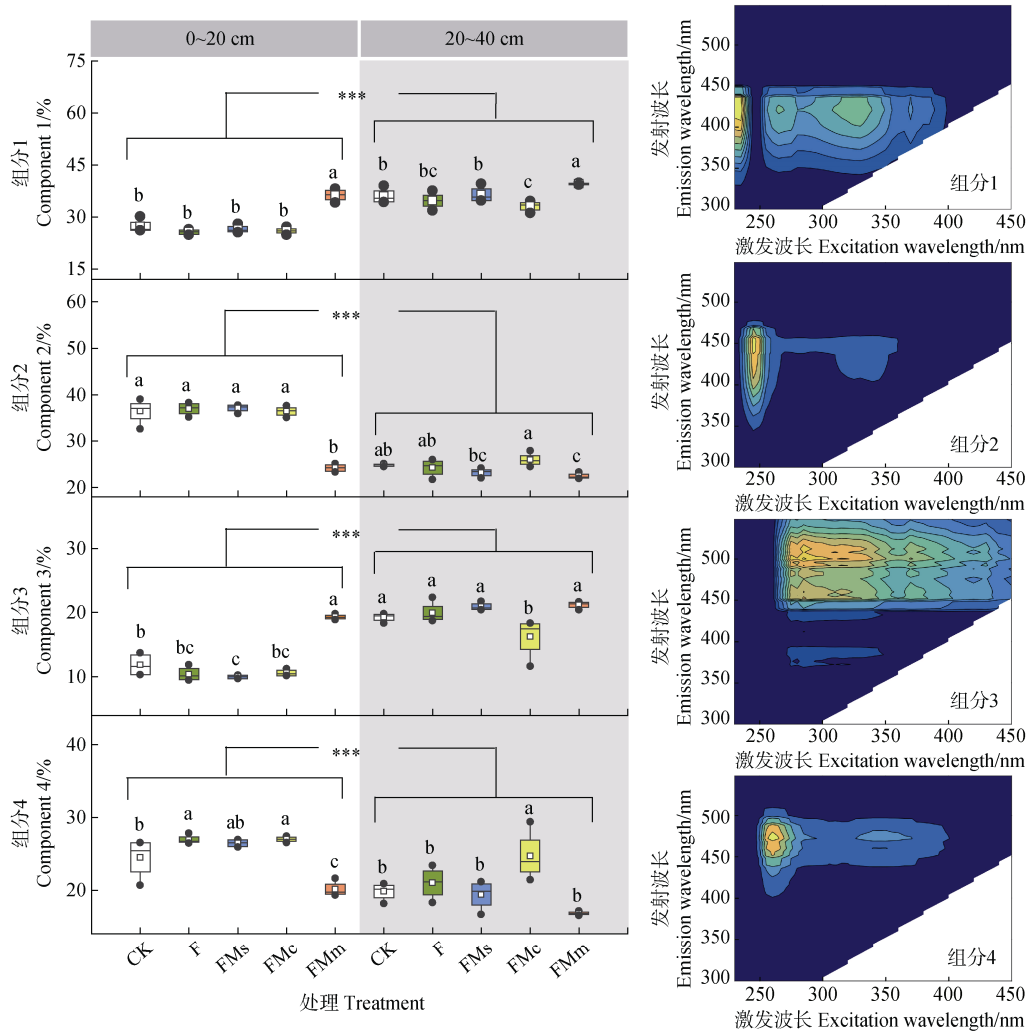 0~20 cm
20~40 cm
组分1
Component 1/%
75
60
45
30
15
***
b
b
b
b
a
b
bc
b
c
a
组分2
Component 2/%
60
50
40
30
20
***
a
a
a
a
b
ab
ab
bc
a
c
组分3
Component 3/%
30
20
10
***
b
bc
c
bc
a
a
a
a
b
a
组分4
Component 4/%
40
30
20
***
b
a
ab
a
c
b
b
b
a
b
CK
F
FMs
FMc
FMm
CK
F
FMs
FMc
FMm
处理 Treatment
发射波长
Emission wavelength/nm
500
450
400
350
300
组分1
250
300
350
400
450
激发波长 Excitation wavelength/nm
发射波长
Emission wavelength/nm
500
450
400
350
300
组分2
250
300
350
400
450
激发波长 Excitation wavelength/nm
发射波长
Emission wavelength/nm
500
450
400
350
300
组分3
250
300
350
400
450
激发波长 Excitation wavelength/nm
发射波长
Emission wavelength/nm
500
450
400
350
300
组分4
250
300
350
400
450
激发波长 Excitation wavelength/nm